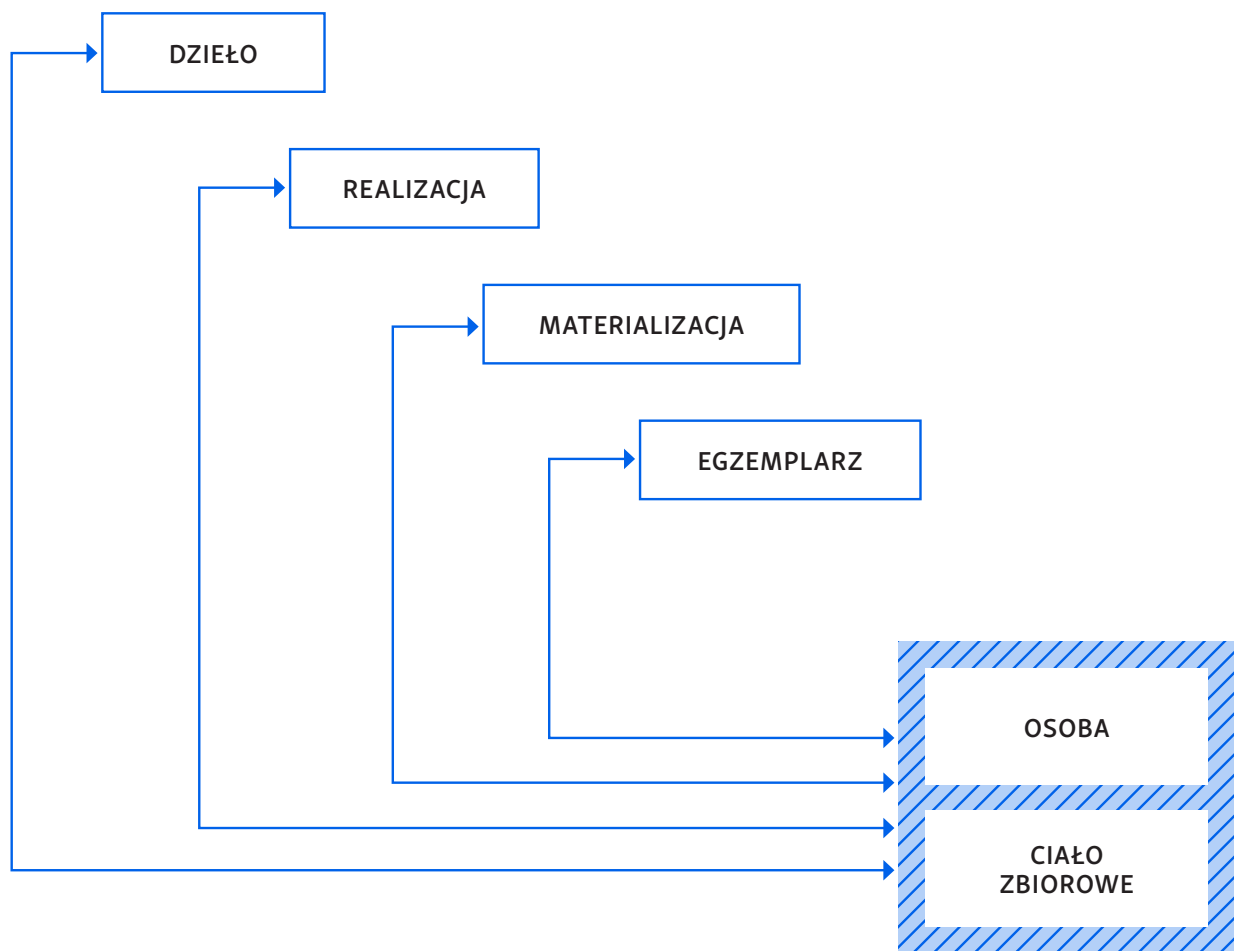 DZIEŁO
REALIZACJA
MATERIALIZACJA
EGZEMPLARZ
OSOBA
CIAŁO
ZBIOROWE